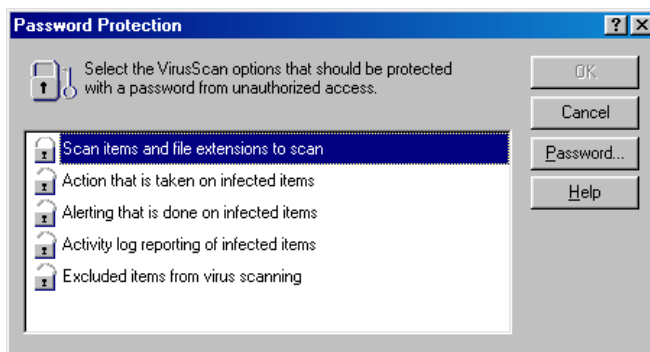 Password Protection
Select the VirusScan options that should be protected
with a password from unauthorized access.
OK
Cancel
Password...
Help
Scan items and file extensions to scan
Action that is taken on infected items
Alerting that is done on infected items
Activity log reporting of infected items
Excluded items from virus scanning